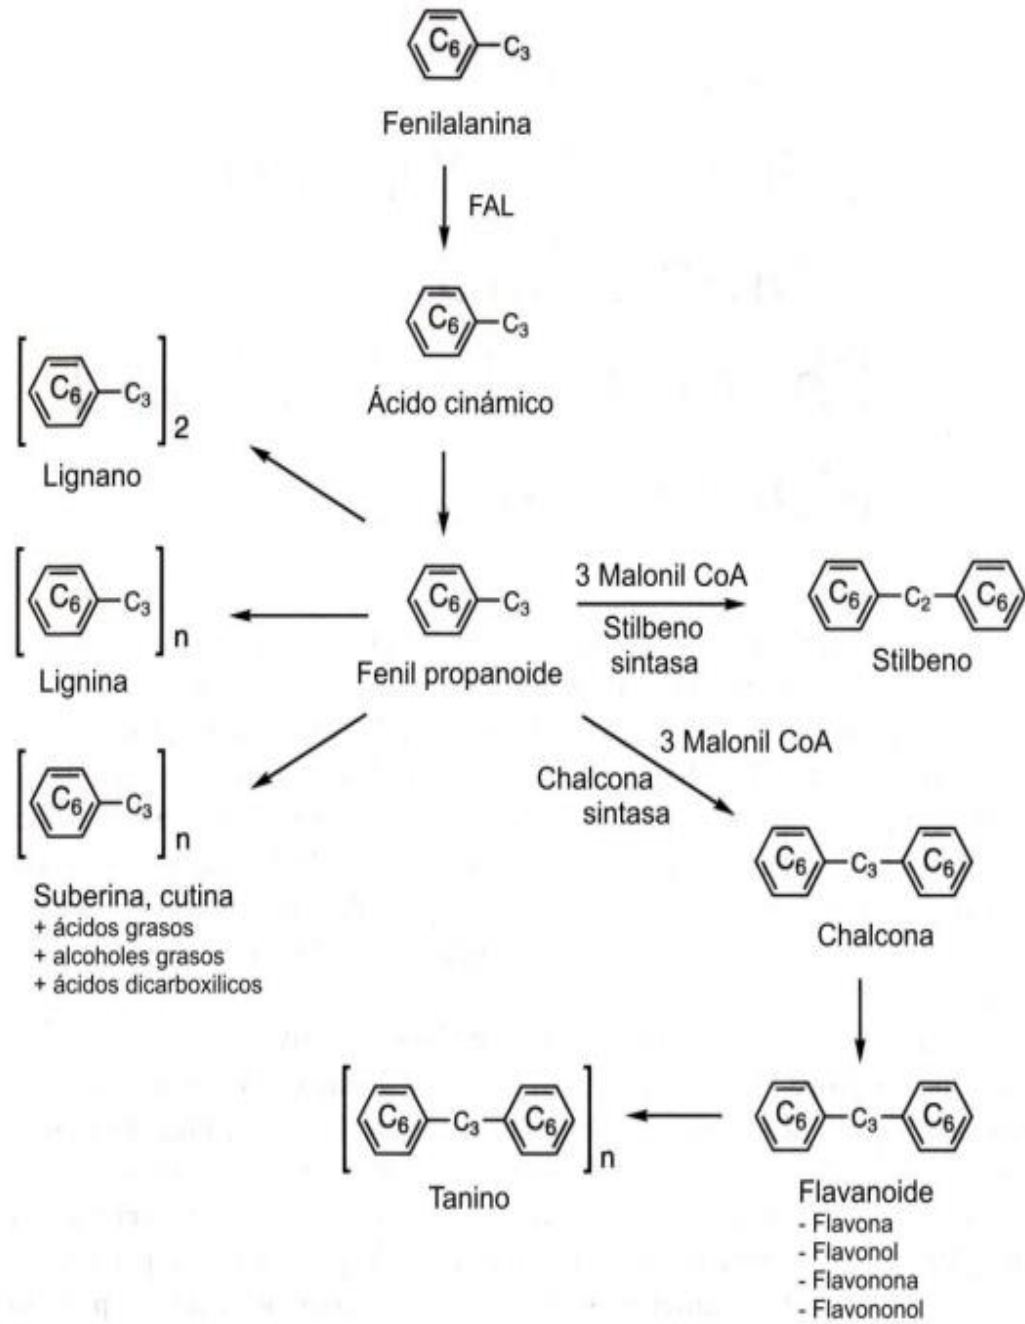 C6 C3
Fenilalanina
FAL
C6 C3
Ácido cinámico
C6 C3 2
Lignano
C6 C3 n
Lignina
C6 C3
Fenil propanoide
3 Malonil CoA
Stilbeno
sintasa
C6 C2 C6
Stilbeno
C6 C3 n
Suberina, cutina
+ ácidos grasos
+ alcoholes grasos
+ ácidos dicarboxilicos
3 Malonil CoA
Chalcona
sintasa
C6 C3 C6
Chalcona
C6 C3 C6
Flavanoide
- Flavona
- Flavonol
- Flavonona
- Flavononol
C6 C3 C6 n
Tanino